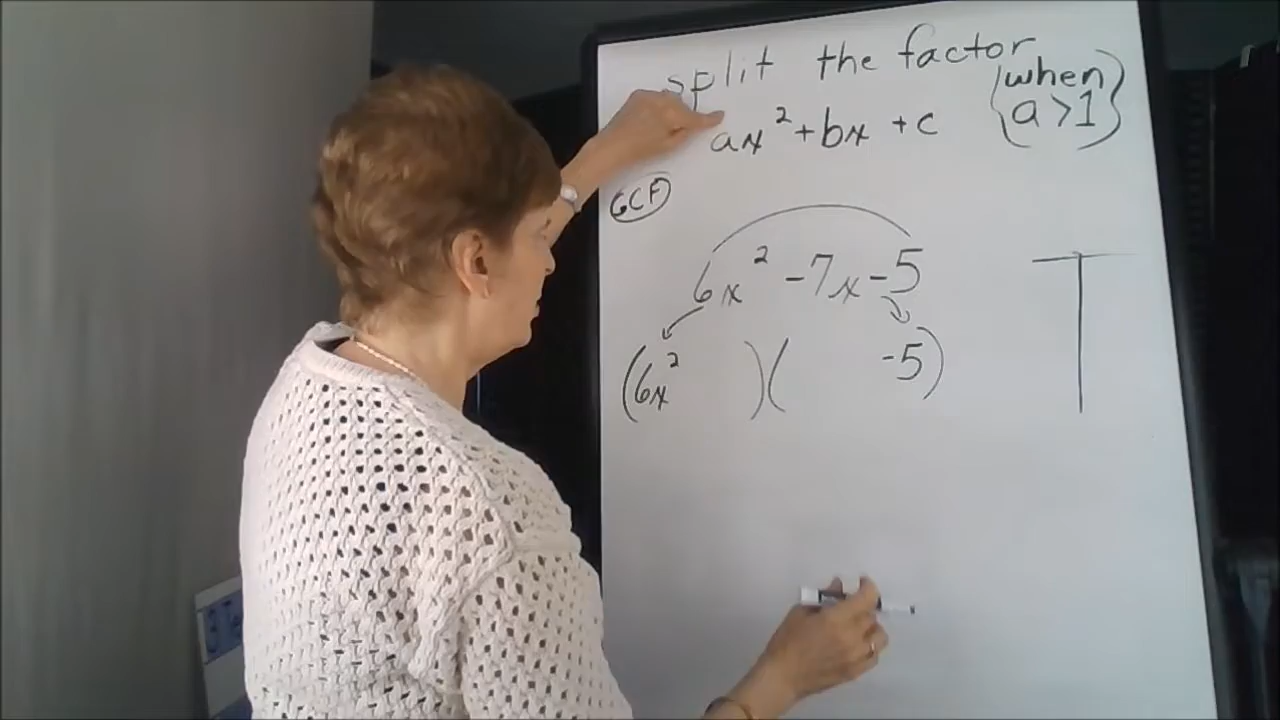 split the factor
{when
a>1}
ax²+bx+c
GCF
6x²-7x-5
(6x² )( -5)